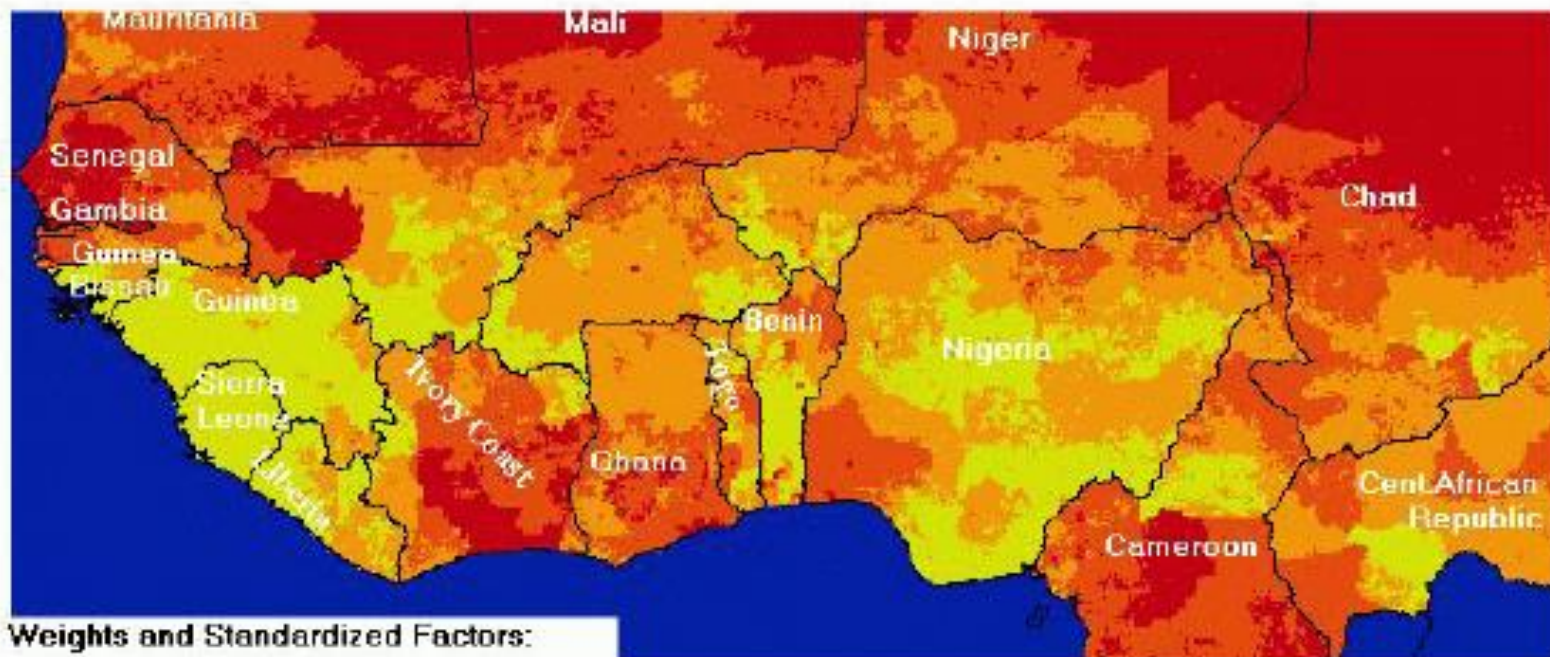 Mauritania
Mali
Niger
Senegal
Gambia
Guinea
Bissau
Guinea
Sierra
Leone
Liberia
Ivory Coast
Ghana
Togo
Benin
Nigeria
Chad
Cameroon
Cent.African
Republic
Weights and Standardized Factors: